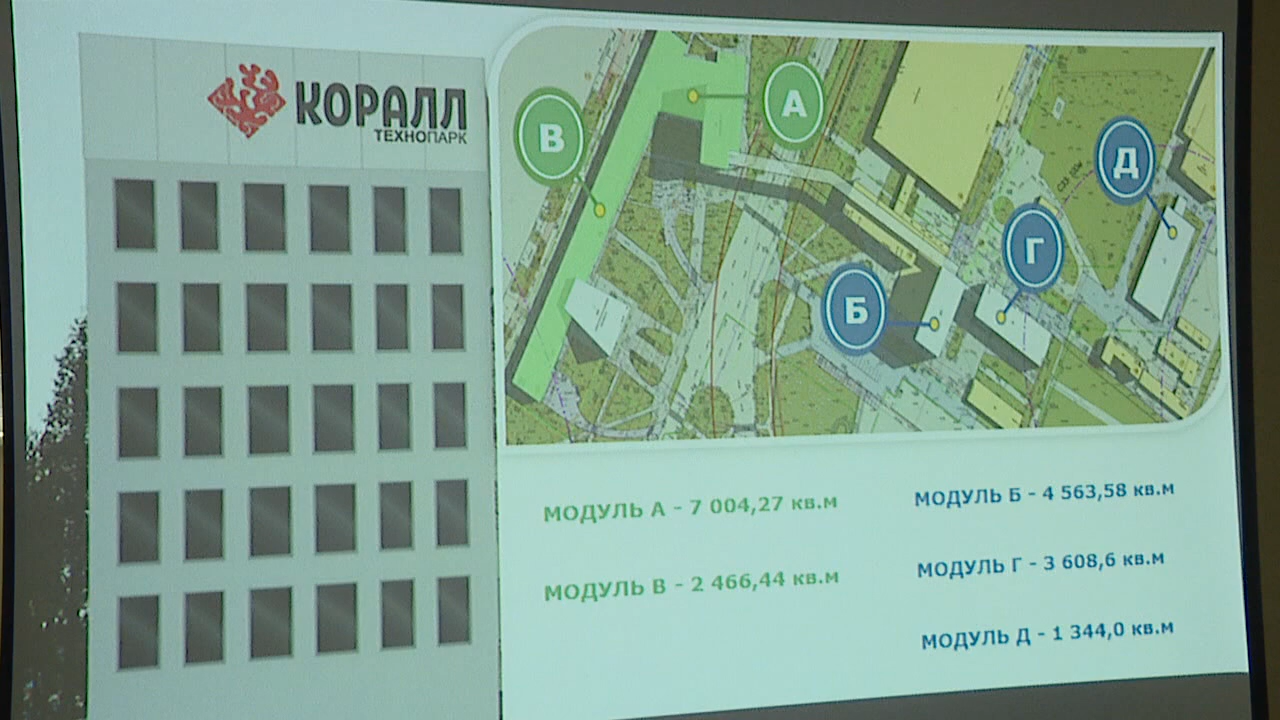 КОРАЛЛ
ТЕХНОПАРК
В
А
Д
Г
Б
МОДУЛЬ А - 7 004,27 кв.м
МОДУЛЬ В - 2 466,44 кв.м
МОДУЛЬ Б - 4 563,58 кв.м
МОДУЛЬ Г - 3 608,6 кв.м
МОДУЛЬ Д - 1 344,0 кв.м